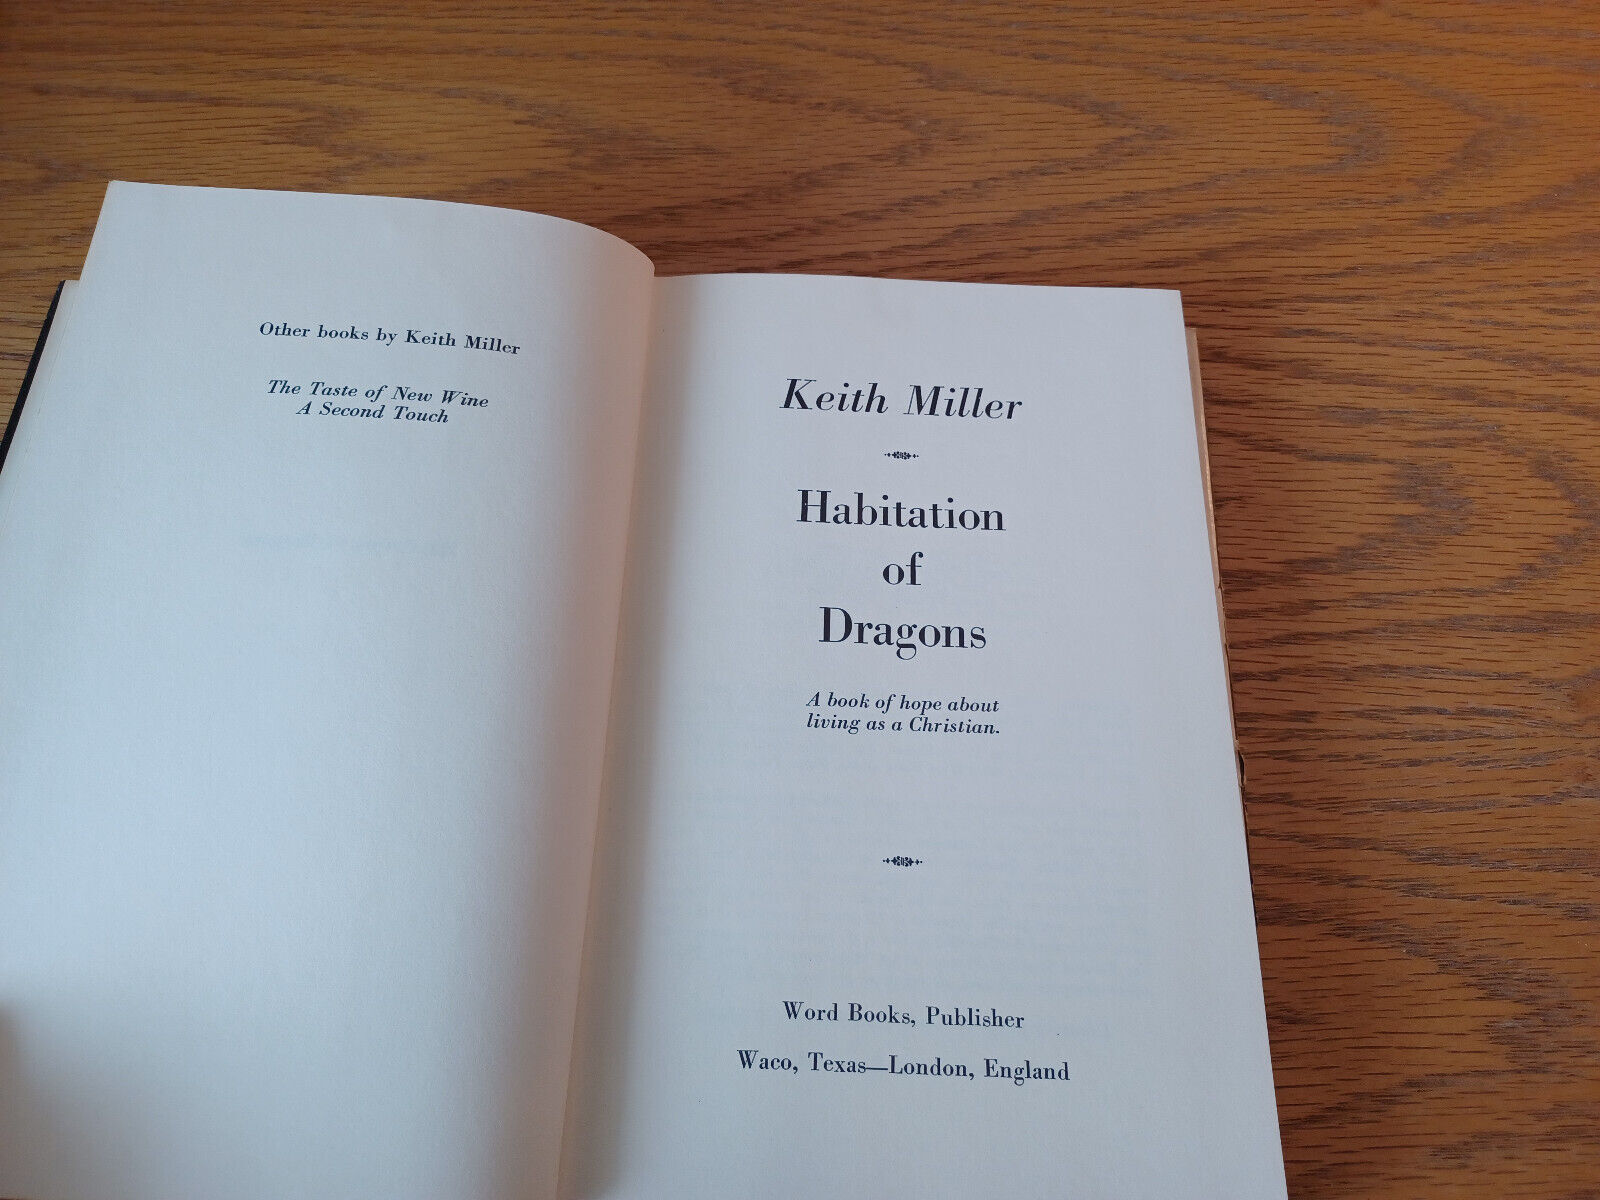 Other books by Keith Miller
The Taste of New Wine
A Second Touch
Keith Miller
Habitation
of
Dragons
A book of hope about
living as a Christian.
Word Books, Publisher
Waco, Texas—London, England